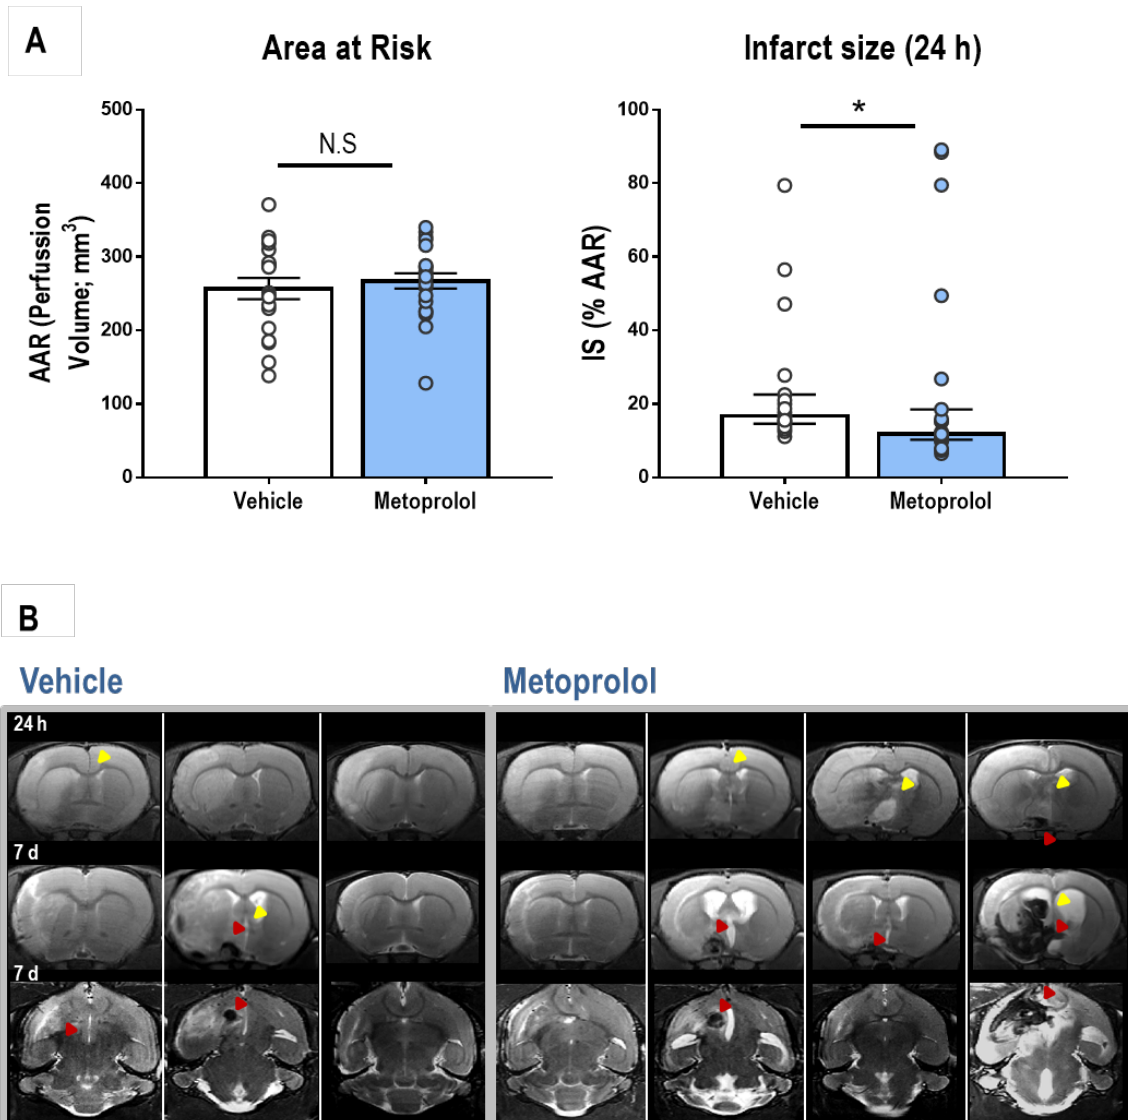 A
Area at Risk
Infarct size (24 h)
500
400
300
200
100
0
AAR (Perfussion
Volume; mm³)
N.S
Vehicle
Metoprolol
100
80
60
40
20
0
IS (% AAR)
*
Vehicle
Metoprolol
B
Vehicle
Metoprolol
24 h
7 d
7 d